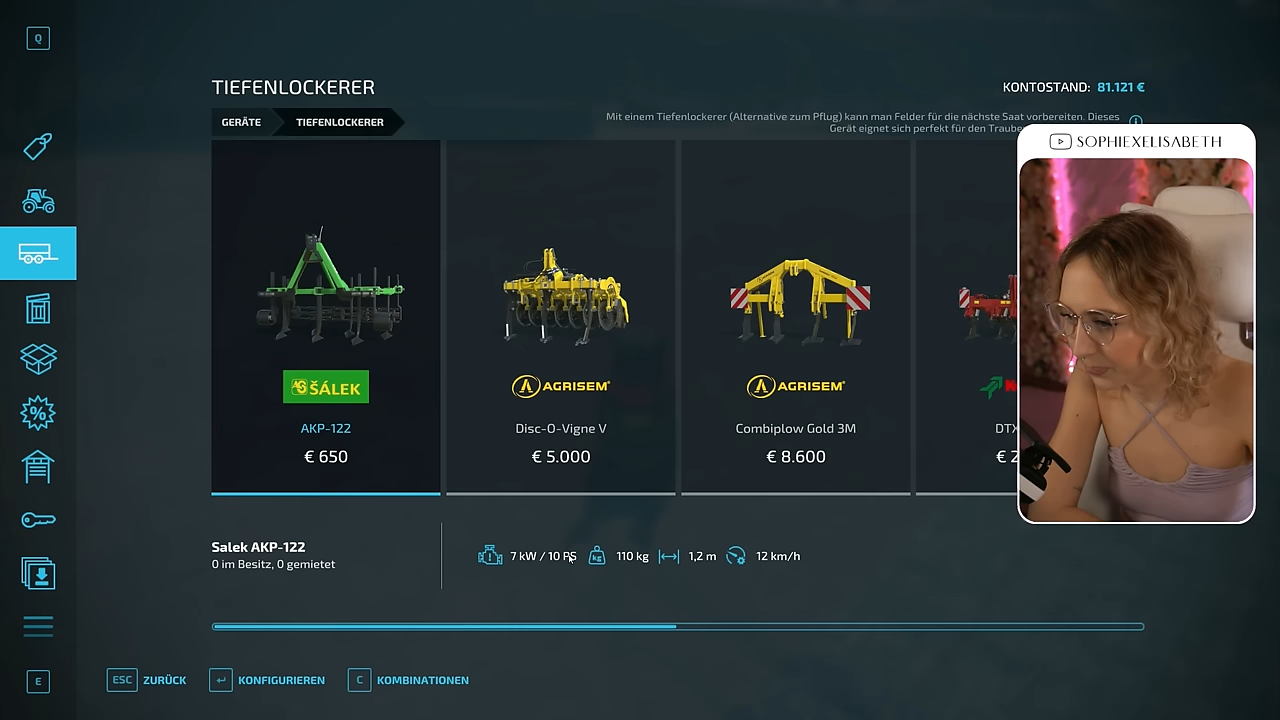 Q
TIEFENLOCKERER
KONTOSTAND: 81.121 €
GERÄTE
TIEFENLOCKERER
Mit einem Tiefenlockerer (Alternative zum Pflug) kann man Felder für die nächste Saat vorbereiten. Dieses
Gerät eignet sich perfekt für den
SOPHIEXELISABETH
ŠÁLEK
AGRISEM
AGRISEM
AKP-122
Disc-O-Vigne V
Combiplow Gold 3M
DTX
€ 650
€ 5.000
€ 8.600
Salek AKP-122
0 im Besitz, 0 gemietet
7 kW / 10 PS
kg
110 kg
1,2 m
12 km/h
E
ESC ZURÜCK
KONFIGURIEREN
C KOMBINATIONEN